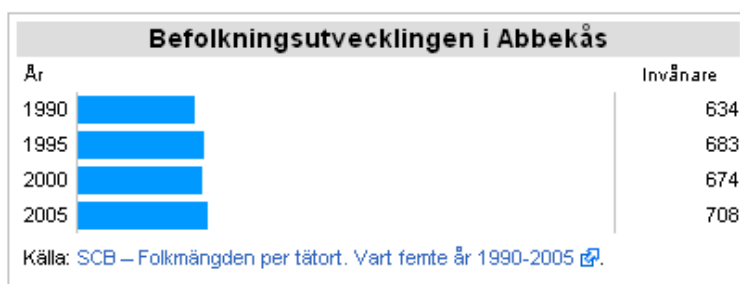 Befolkningsutvecklingen i Abbekås
År Invånare
1990 634
1995 683
2000 674
2005 708
Källa: SCB – Folkmängden per tätort. Vart femte år 1990-2005.